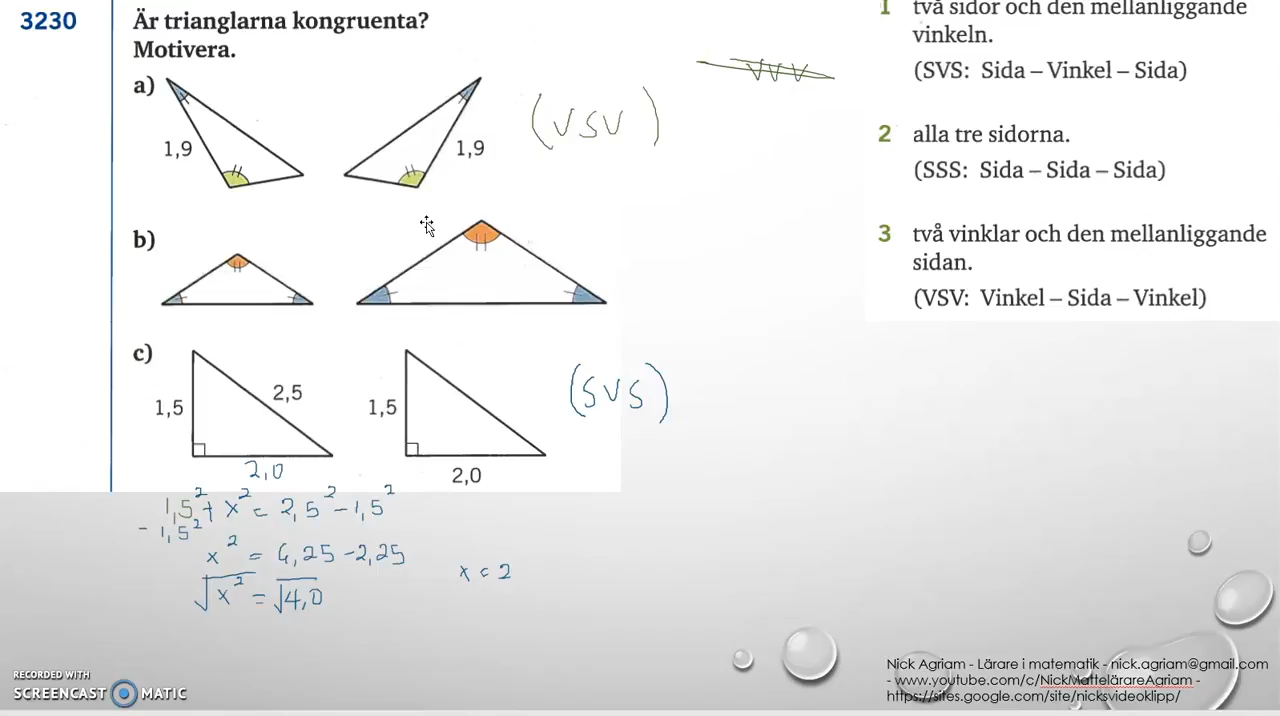 3230
Är trianglarna kongruenta?
Motivera.
a)
1,9
1,9
(VSV)
VVV
b)
c)
1,5
2,5
2,0
1,5
2,0
(SVS)
1,5² + x² = 2,5² - 1,5²
- 1,5²
x² = 6,25 - 2,25
√x² = √4,0
x = 2
1 två sidor och den mellanliggande
vinkeln.
(SVS: Sida – Vinkel – Sida)
2 alla tre sidorna.
(SSS: Sida – Sida – Sida)
3 två vinklar och den mellanliggande
sidan.
(VSV: Vinkel – Sida – Vinkel)
RECORDED WITH
SCREENCAST MATIC
Nick Agriam - Lärare i matematik - nick.agriam@gmail.com
- www.youtube.com/c/NickMattelärareAgriam -
https://sites.google.com/site/nicksvideoklipp/